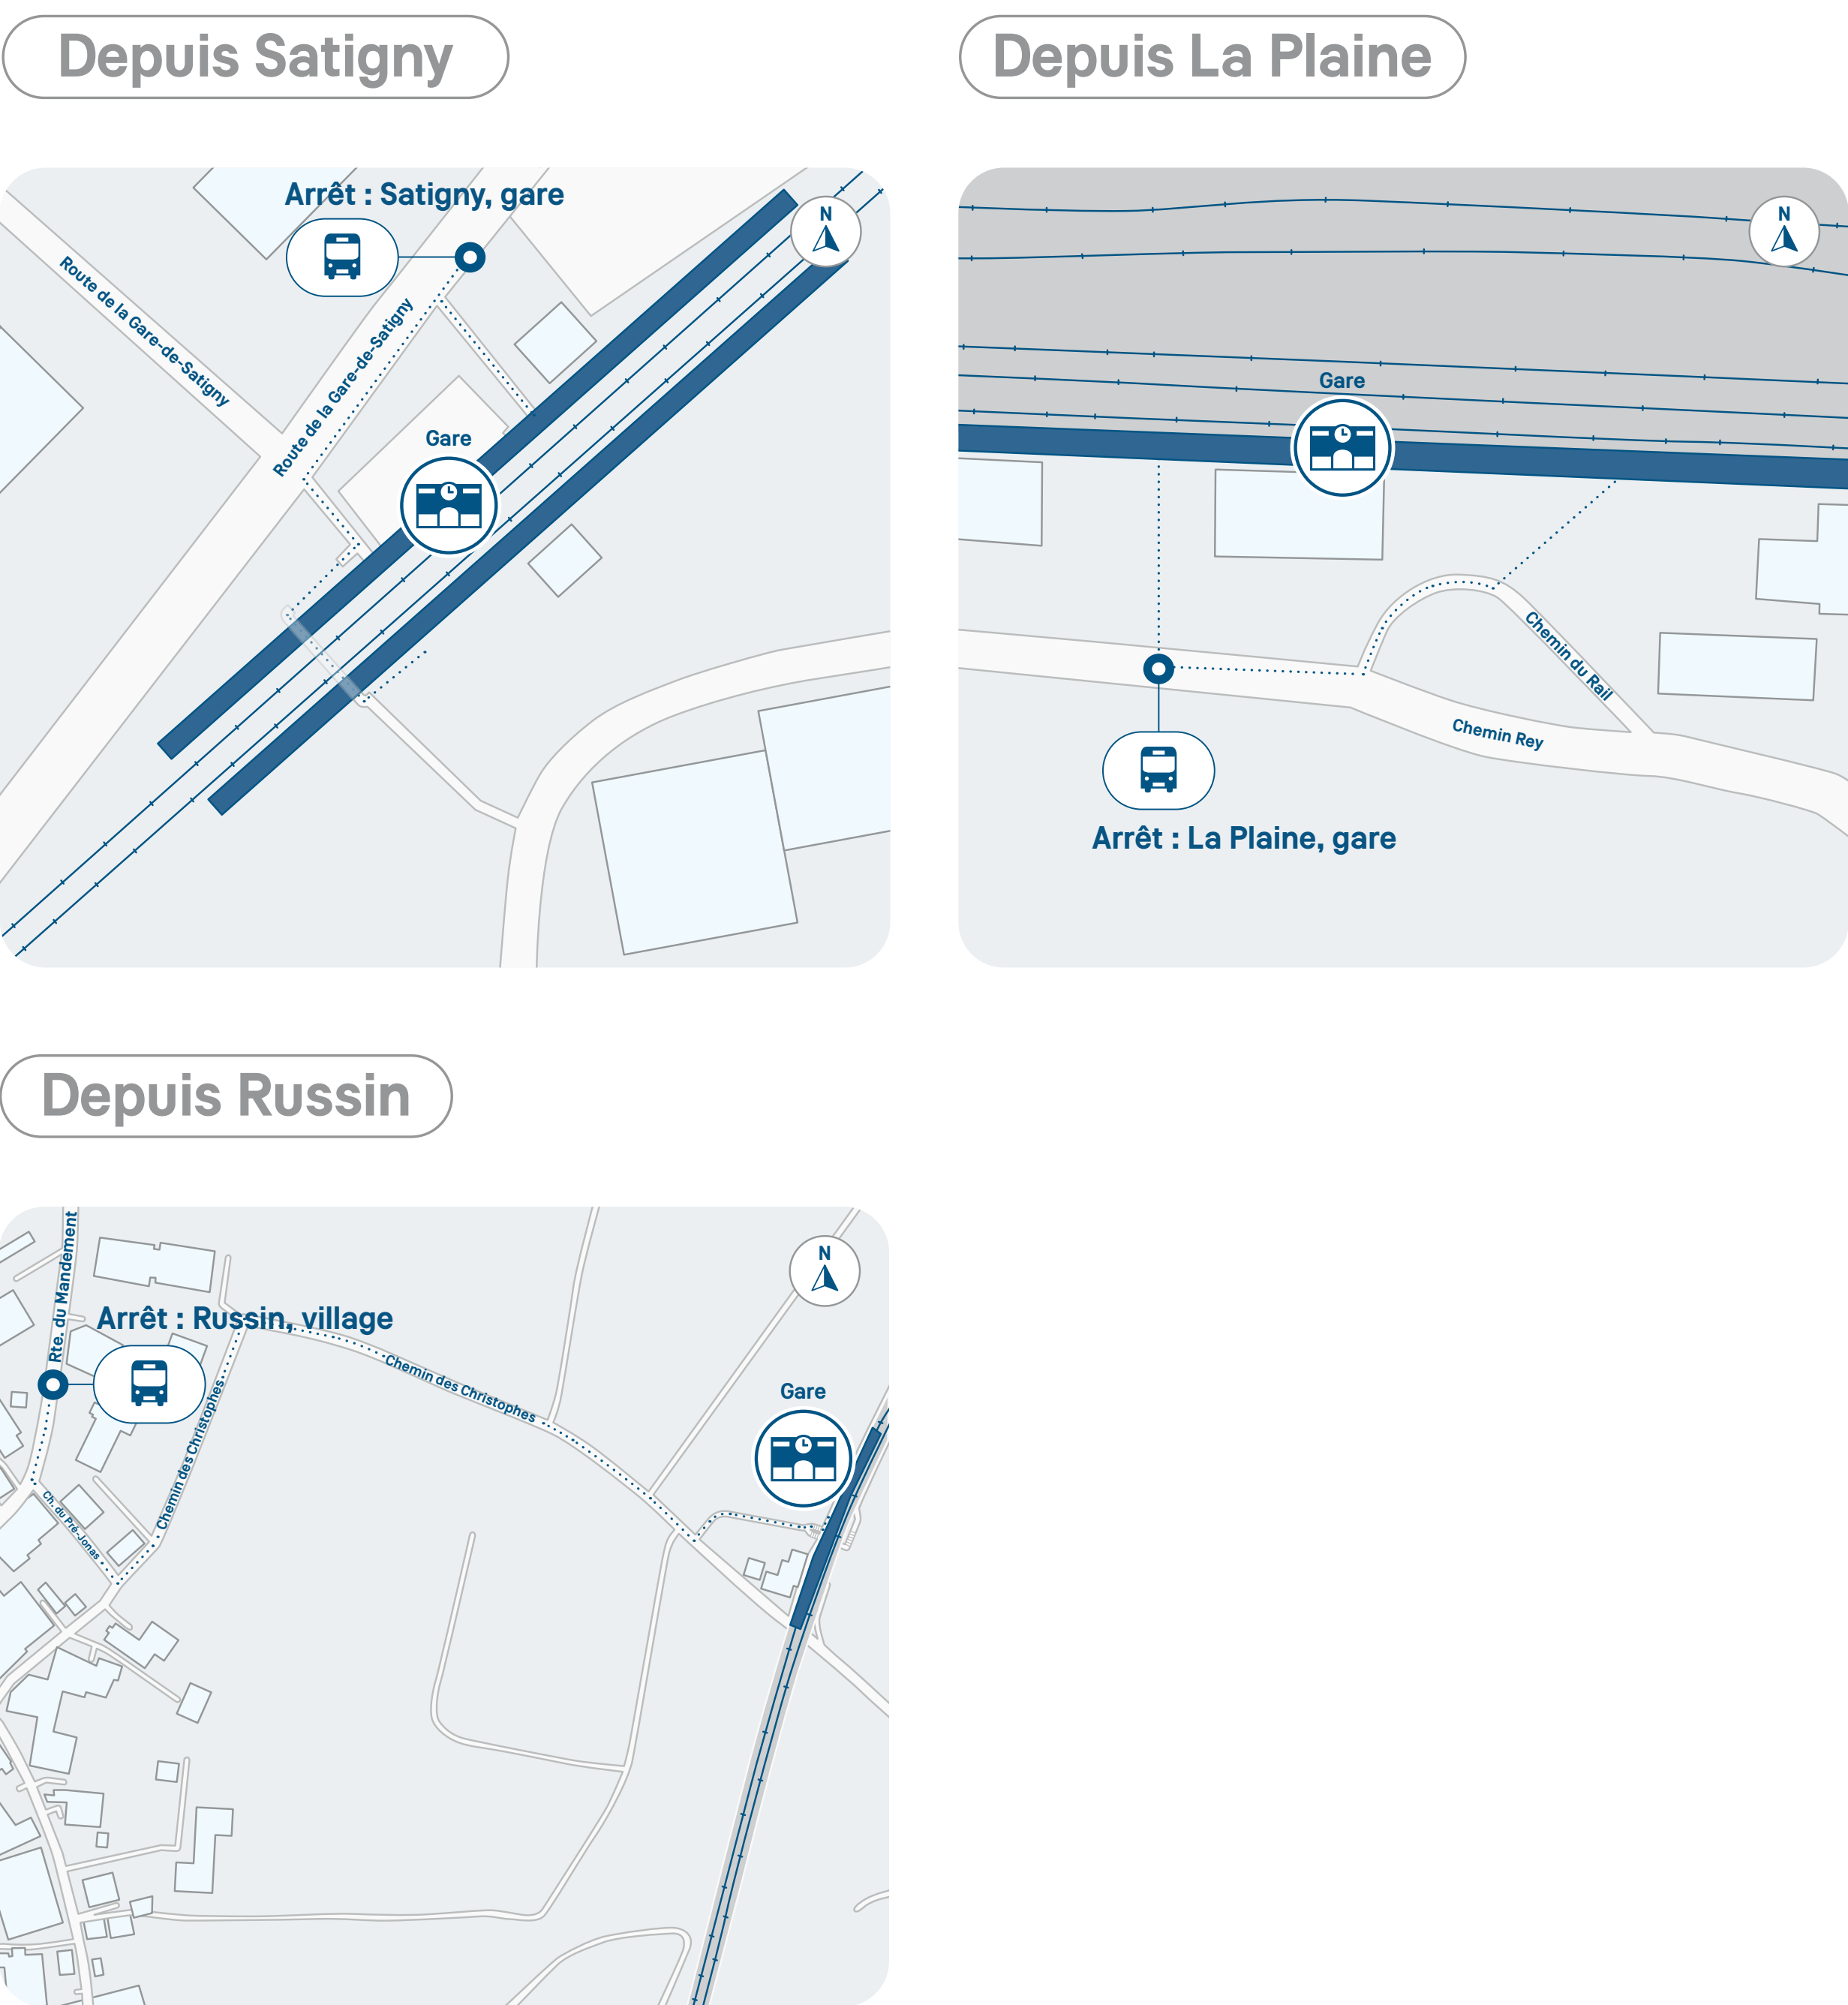 Depuis Satigny
Depuis La Plaine
Arrêt : Satigny, gare
N
Route de la Gare-de-Satigny
Route de la Gare-de-Satigny
Gare
N
Gare
Chemin du Rail
Chemin Rey
Arrêt : La Plaine, gare
Depuis Russin
Rte. du Mandement
N
Arrêt : Russin, village
Chemin des Christophes
Gare
Chemin des Christophes
Ch. du Pré-Jonas